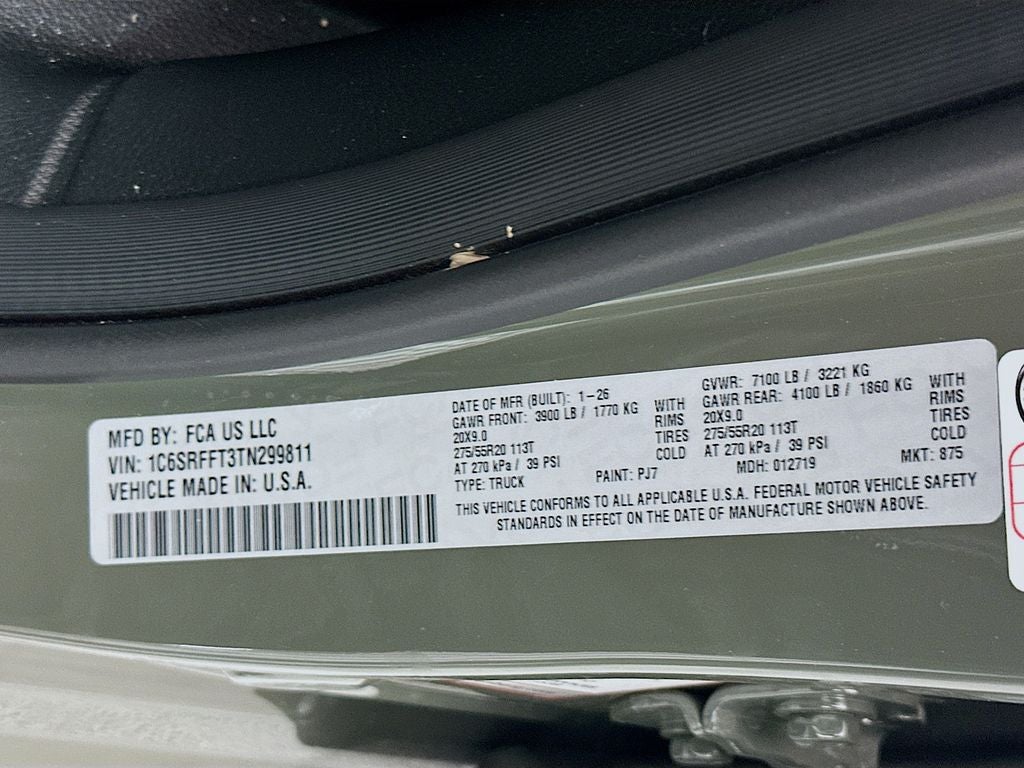 MFD BY: FCA US LLC
VIN: 1C6SRFFT3TN299811
VEHICLE MADE IN: U.S.A.
DATE OF MFR (BUILT): 1-26
GAWR FRONT: 3900 LB / 1770 KG WITH
20X9.0 RIMS
275/55R20 113T TIRES
AT 270 kPa / 39 PSI COLD
TYPE: TRUCK PAINT: PJ7
GVWR: 7100 LB / 3221 KG
GAWR REAR: 4100 LB / 1860 KG WITH
20X9.0 RIMS
275/55R20 113T TIRES
AT 270 kPa / 39 PSI COLD
MDH: 012719 MKT: 875
THIS VEHICLE CONFORMS TO ALL APPLICABLE U.S.A. FEDERAL MOTOR VEHICLE SAFETY
STANDARDS IN EFFECT ON THE DATE OF MANUFACTURE SHOWN ABOVE.